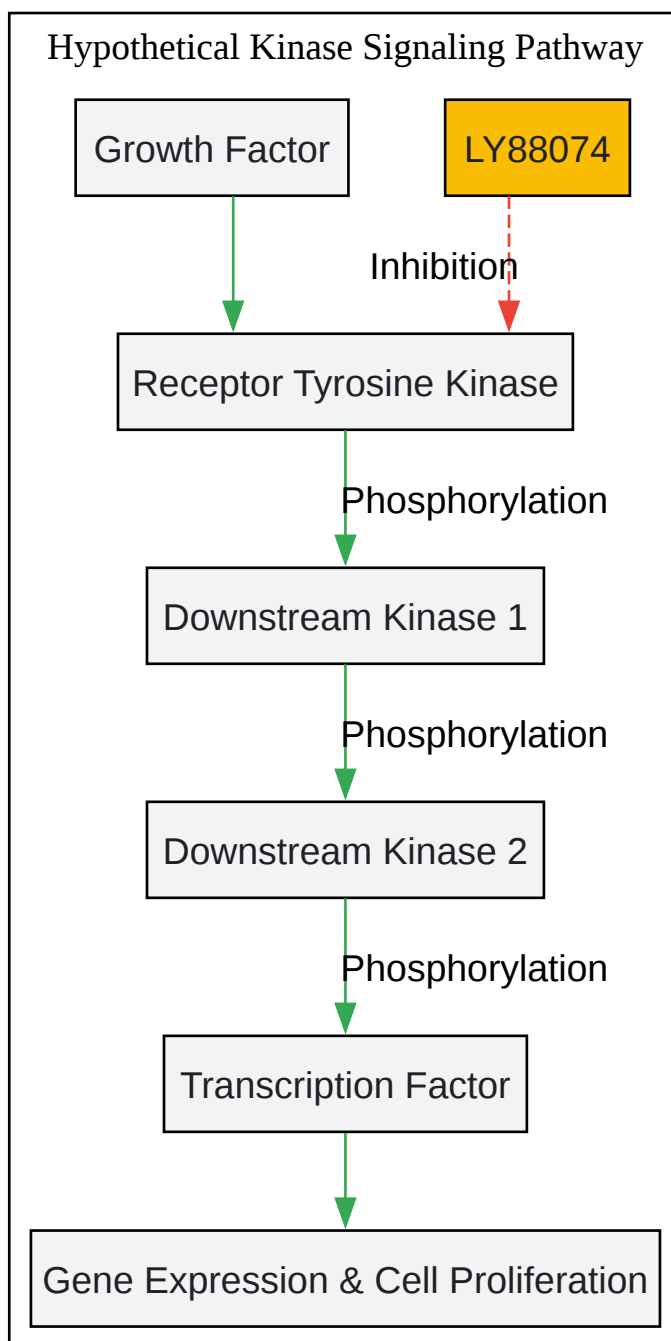 Hypothetical Kinase Signaling Pathway
Growth Factor
LY88074
Inhibition
Receptor Tyrosine Kinase
Phosphorylation
Downstream Kinase 1
Phosphorylation
Downstream Kinase 2
Phosphorylation
Transcription Factor
Gene Expression & Cell Proliferation